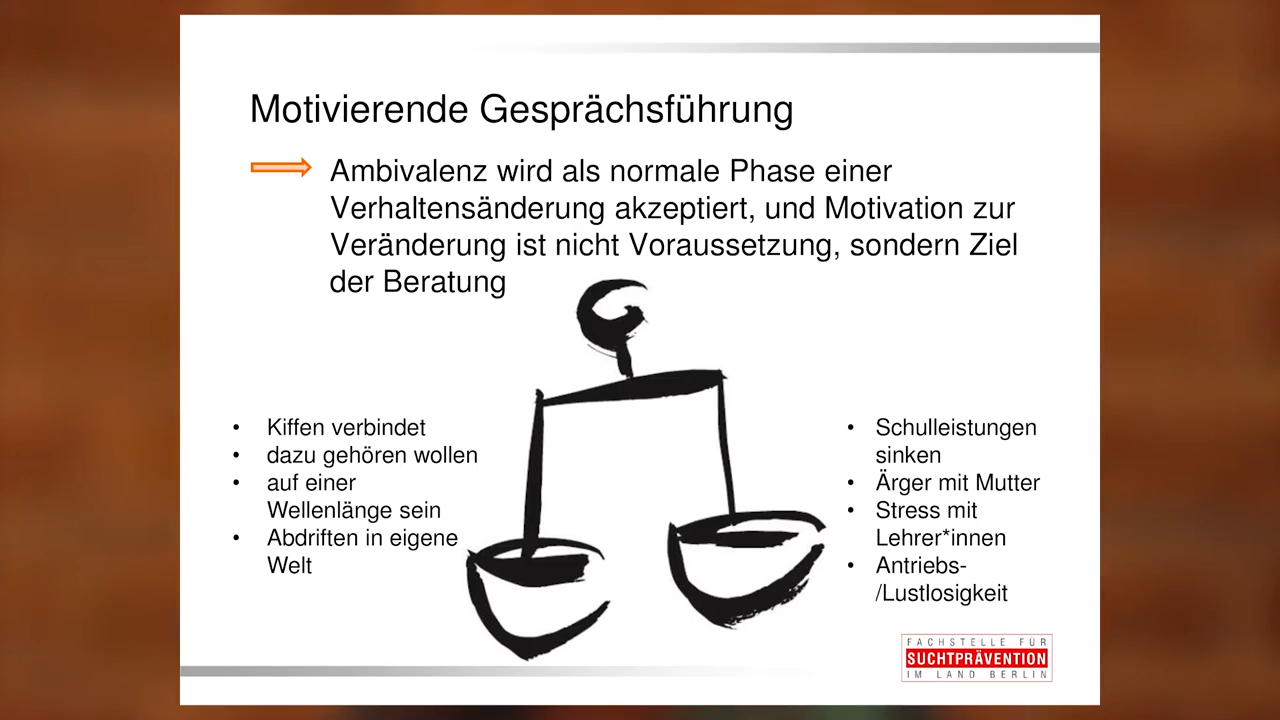 Motivierende Gesprächsführung
Ambivalenz wird als normale Phase einer
Verhaltensänderung akzeptiert, und Motivation zur
Veränderung ist nicht Voraussetzung, sondern Ziel
der Beratung
• Kiffen verbindet
• dazu gehören wollen
• auf einer
Wellenlänge sein
• Abdriften in eigene
Welt
• Schulleistungen
sinken
• Ärger mit Mutter
• Stress mit
Lehrer*innen
• Antriebs-
/Lustlosigkeit
FACHSTELLE FÜR
SUCHTPRÄVENTION
IM LAND BERLIN